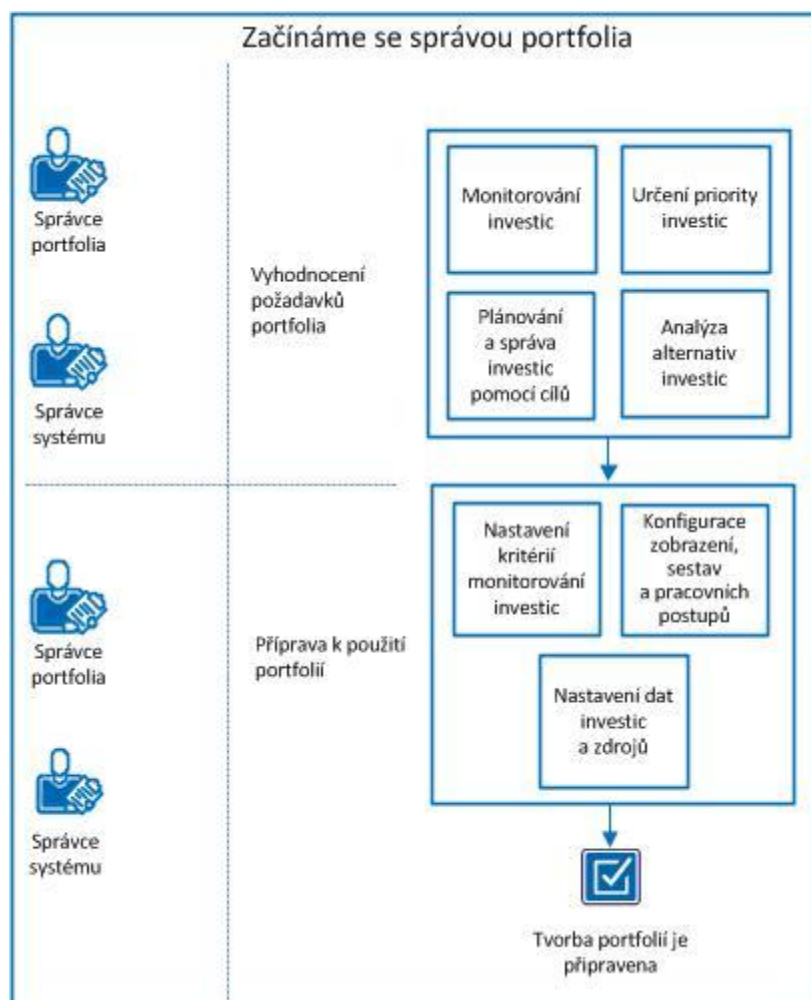 Začínáme se správou portfolia
Správce
portfolia
Správce
systému
Vyhodnocení
požadavků
portfolia
Monitorování
investic
Určení priority
investic
Plánování
a správa
investic
pomocí cílů
Analýza
alternativ
investic
Správce
portfolia
Správce
systému
Příprava k použití
portfolií
Nastavení
kritérií
monitorování
investic
Konfigurace
zobrazení,
sestav
a pracovních
postupů
Nastavení dat
investic
a zdrojů
Tvorba portfolií je
připravena